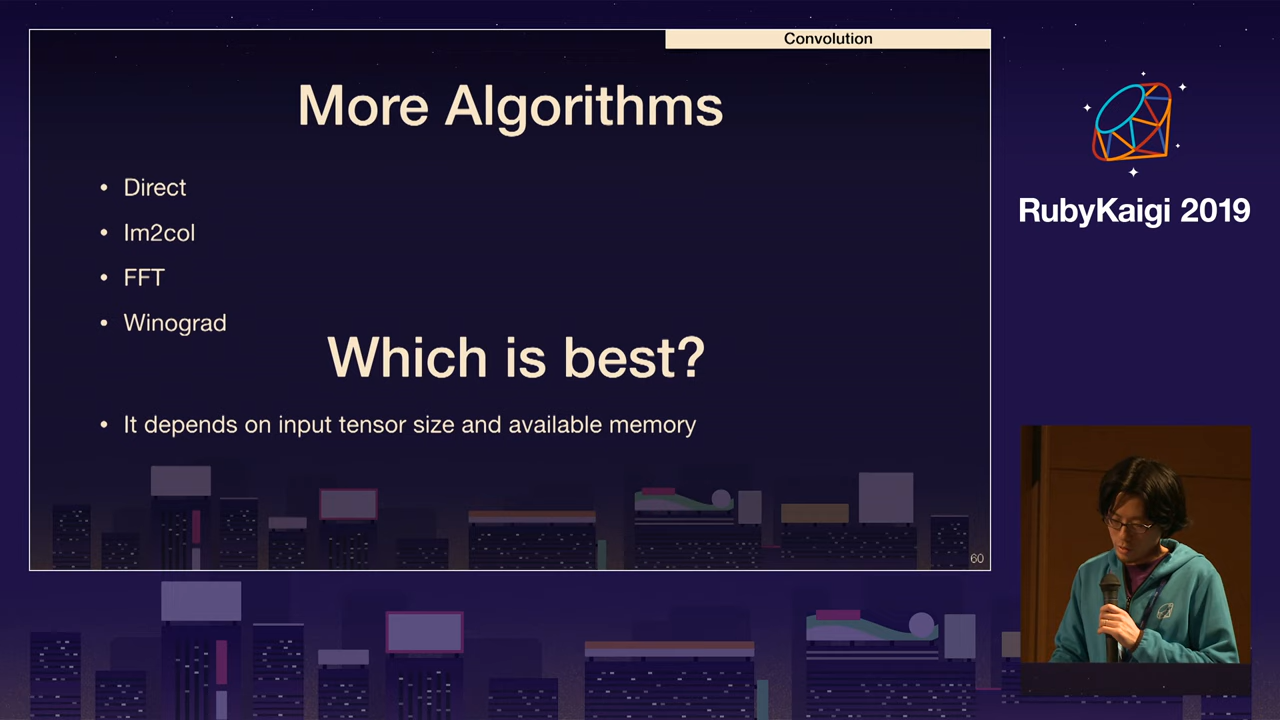 Convolution
More Algorithms
• Direct
• Im2col
• FFT
• Winograd
Which is best?
• It depends on input tensor size and available memory
60
RubyKaigi 2019